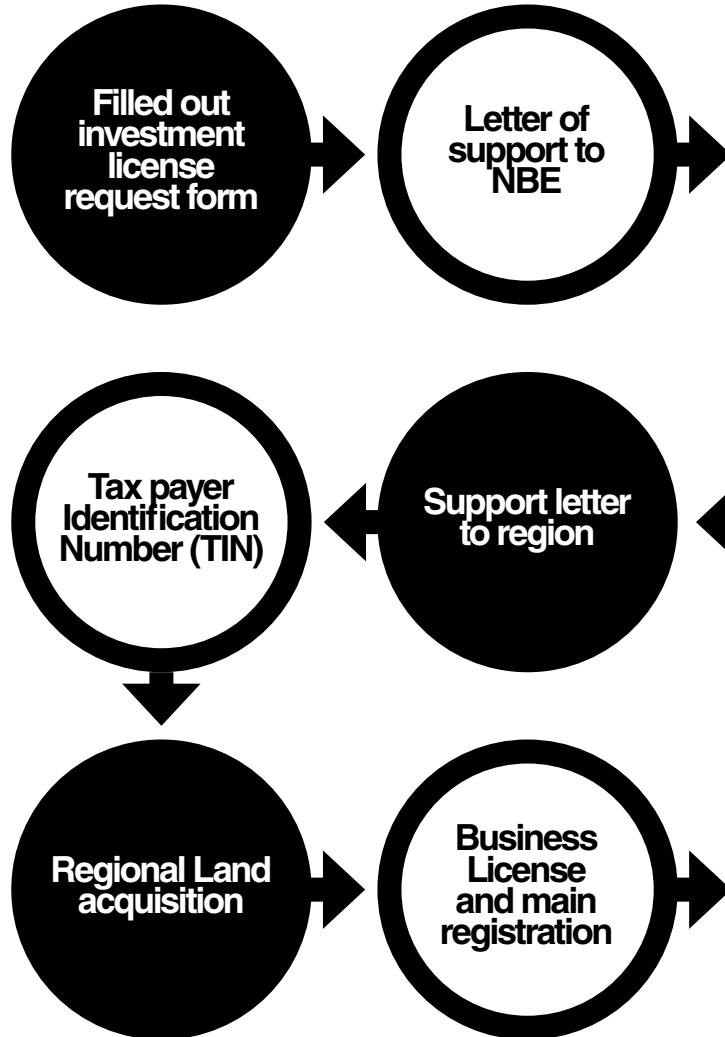 Filled out
investment
license
request form
Letter of
support to
NBE
Tax payer
Identification
Number (TIN)
Support letter
to region
Regional Land
acquisition
Business
License
and main
registration